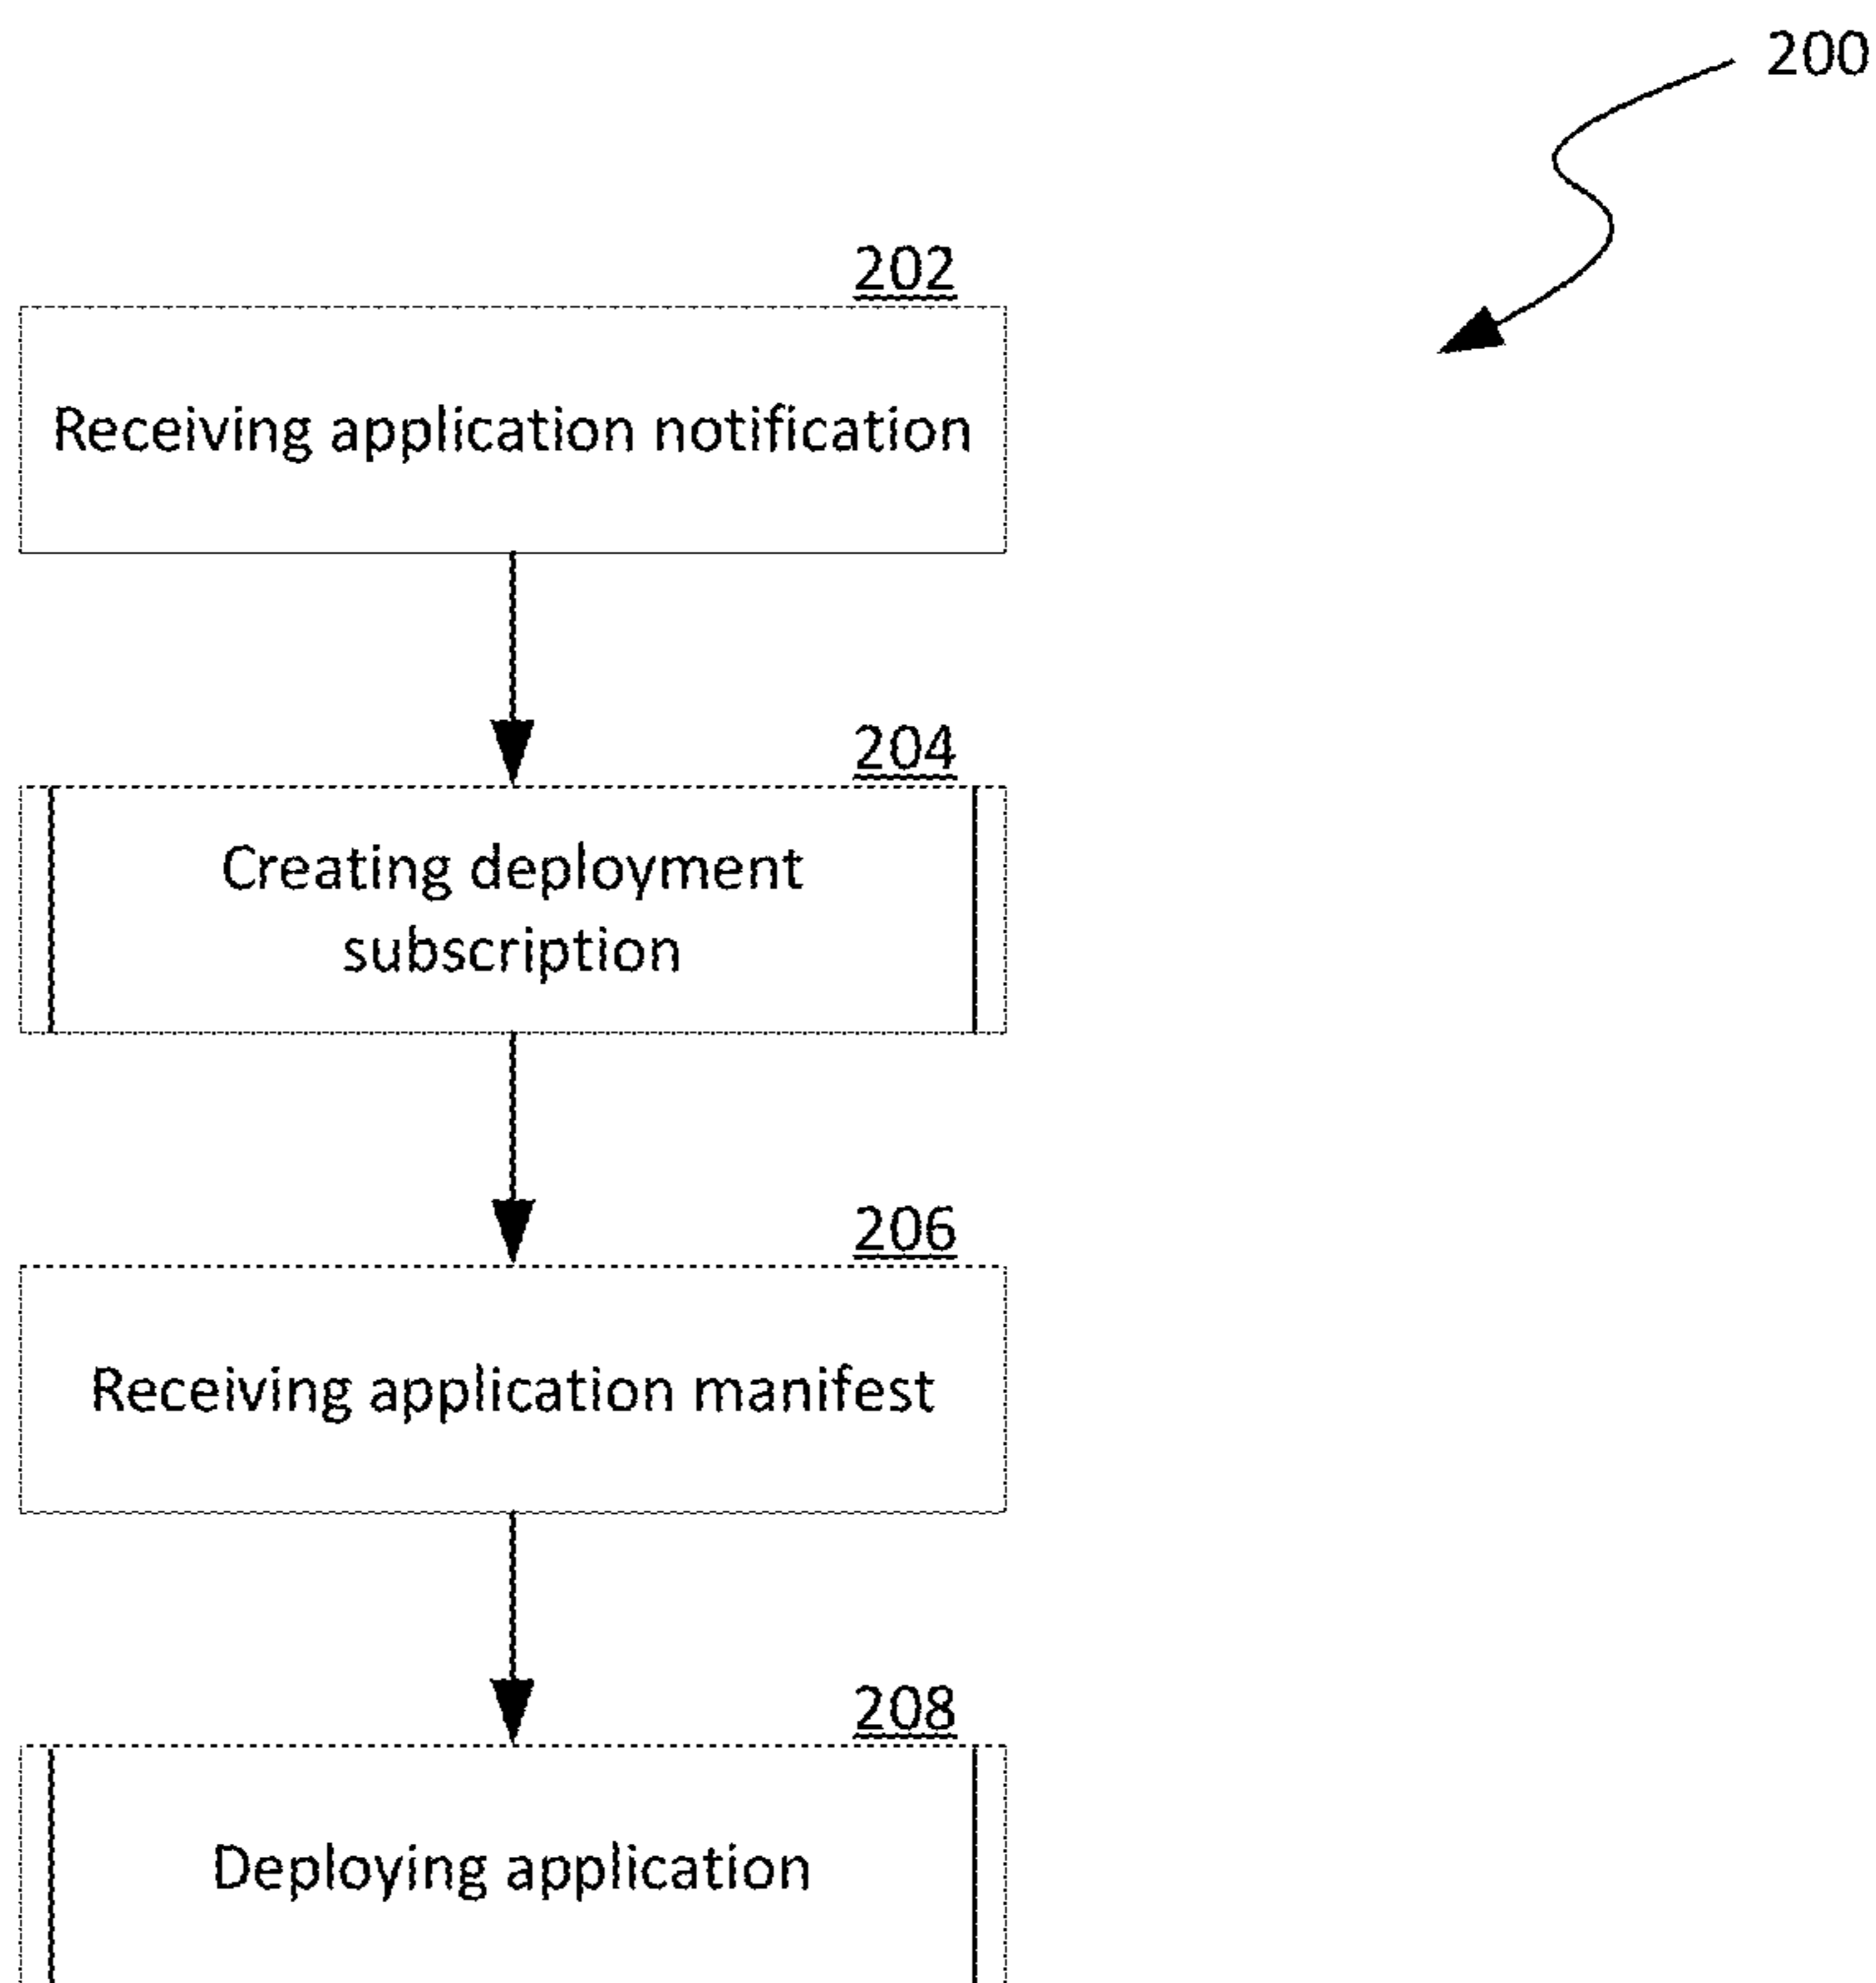 200
202
Receiving application notification
204
Creating deployment
subscription
206
Receiving application manifest
208
Deploying application